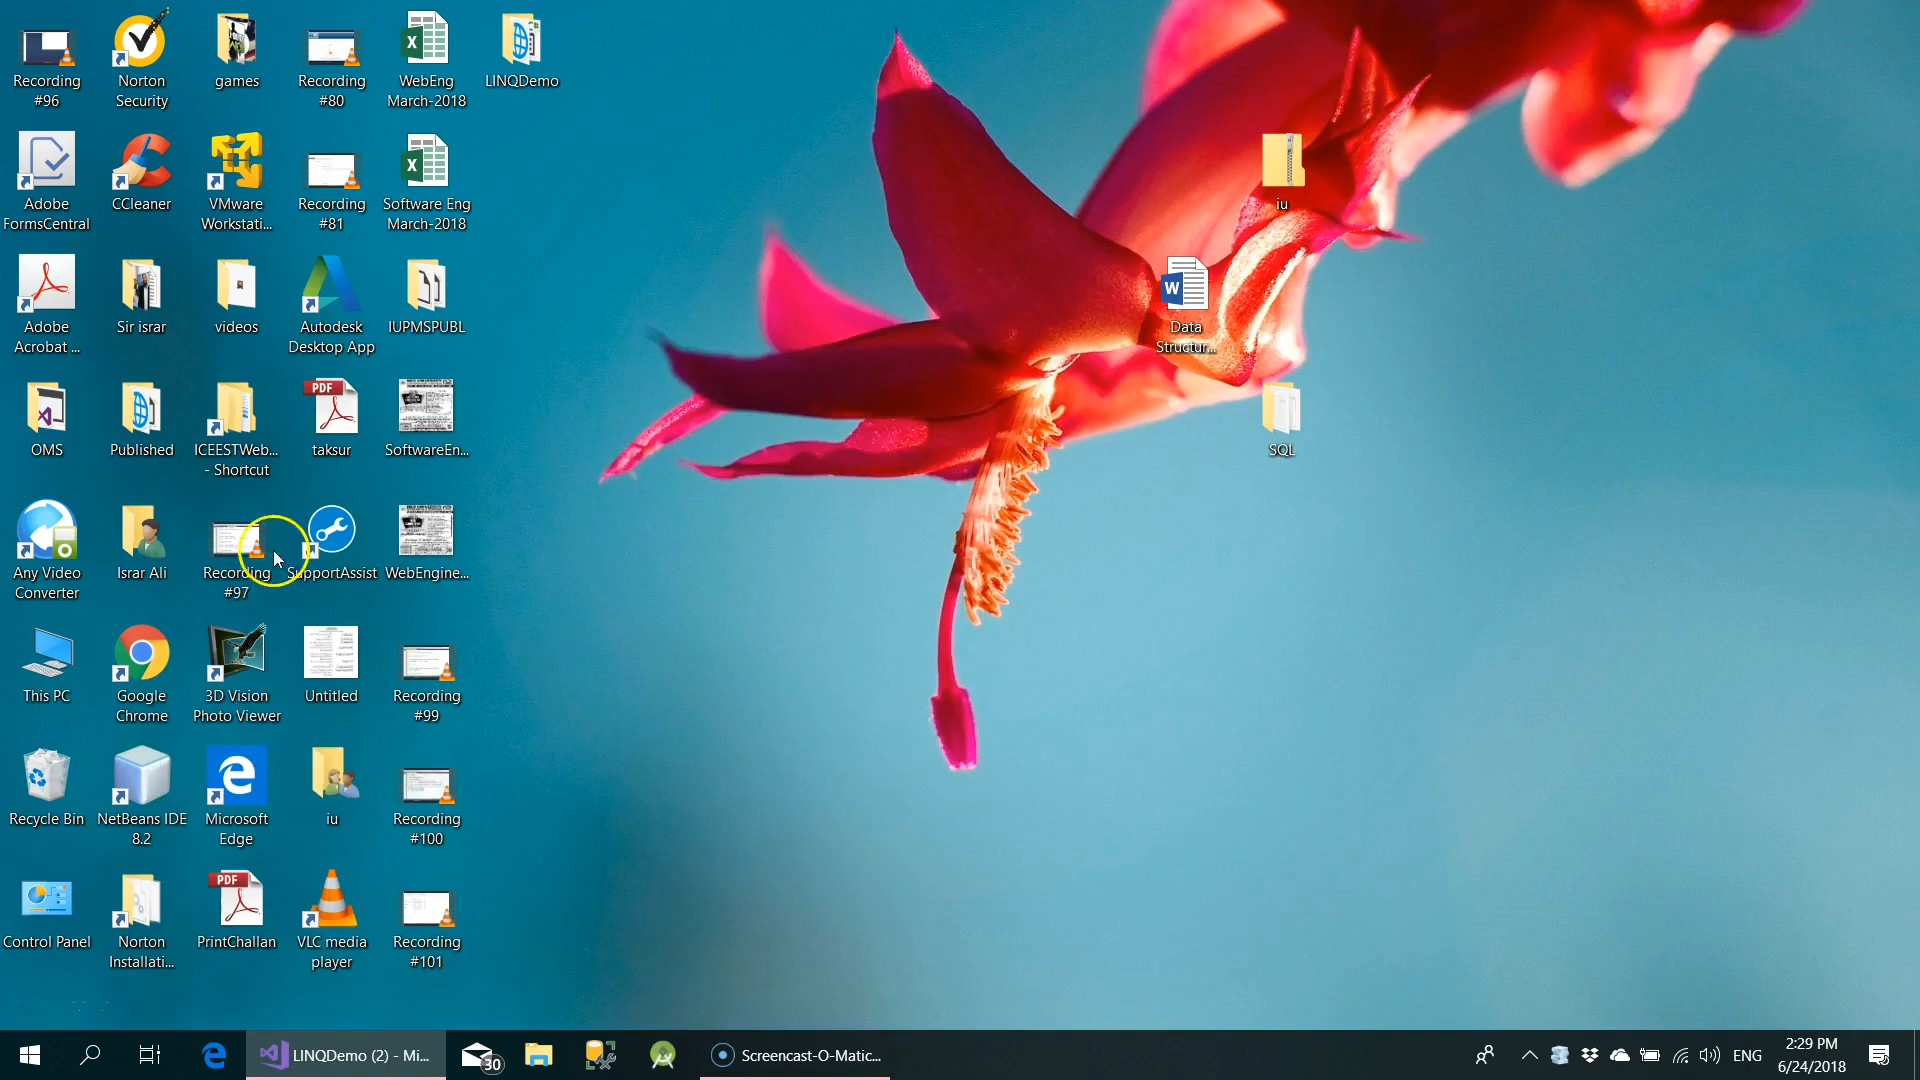 Recording
#96
Norton
Security
games
Recording
#80
WebEng
March-2018
LINQDemo
Adobe
FormsCentral
CCleaner
VMware
Workstati...
Recording
#81
Software Eng
March-2018
iu
Adobe
Acrobat ...
Sir israr
videos
Autodesk
Desktop App
IUPMSPUBL
Data
Structur...
OMS
Published
ICEESTWeb...
- Shortcut
PDF
taksur
SoftwareEn...
SQL
Any Video
Converter
Israr Ali
Recording
#97
SupportAssist
WebEngine...
This PC
Google
Chrome
3D Vision
Photo Viewer
Untitled
Recording
#99
Recycle Bin
NetBeans IDE
8.2
Microsoft
Edge
iu
Recording
#100
Control Panel
Norton
Installati...
PDF
PrintChallan
VLC media
player
Recording
#101
LINQDemo (2) - Mi...
30
Screencast-O-Matic...
ENG
2:29 PM
6/24/2018